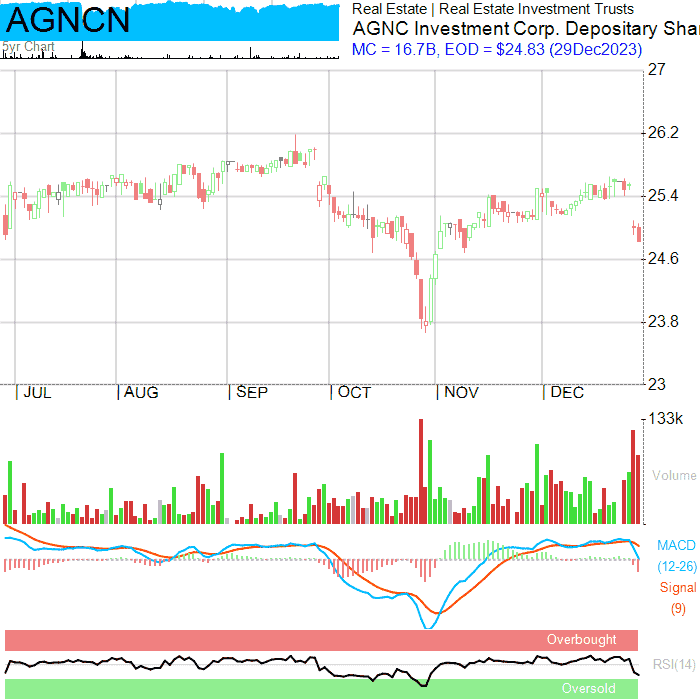 AGNCN
5yr Chart
Real Estate | Real Estate Investment Trusts
AGNC Investment Corp. Depositary Shar
MC = 16.7B, EOD = $24.83 (29Dec2023)
27
26.2
25.4
24.6
23.8
23
JUL
AUG
SEP
OCT
NOV
DEC
133k
Volume
MACD
(12-26)
Signal
(9)
Overbought
RSI(14)
Oversold